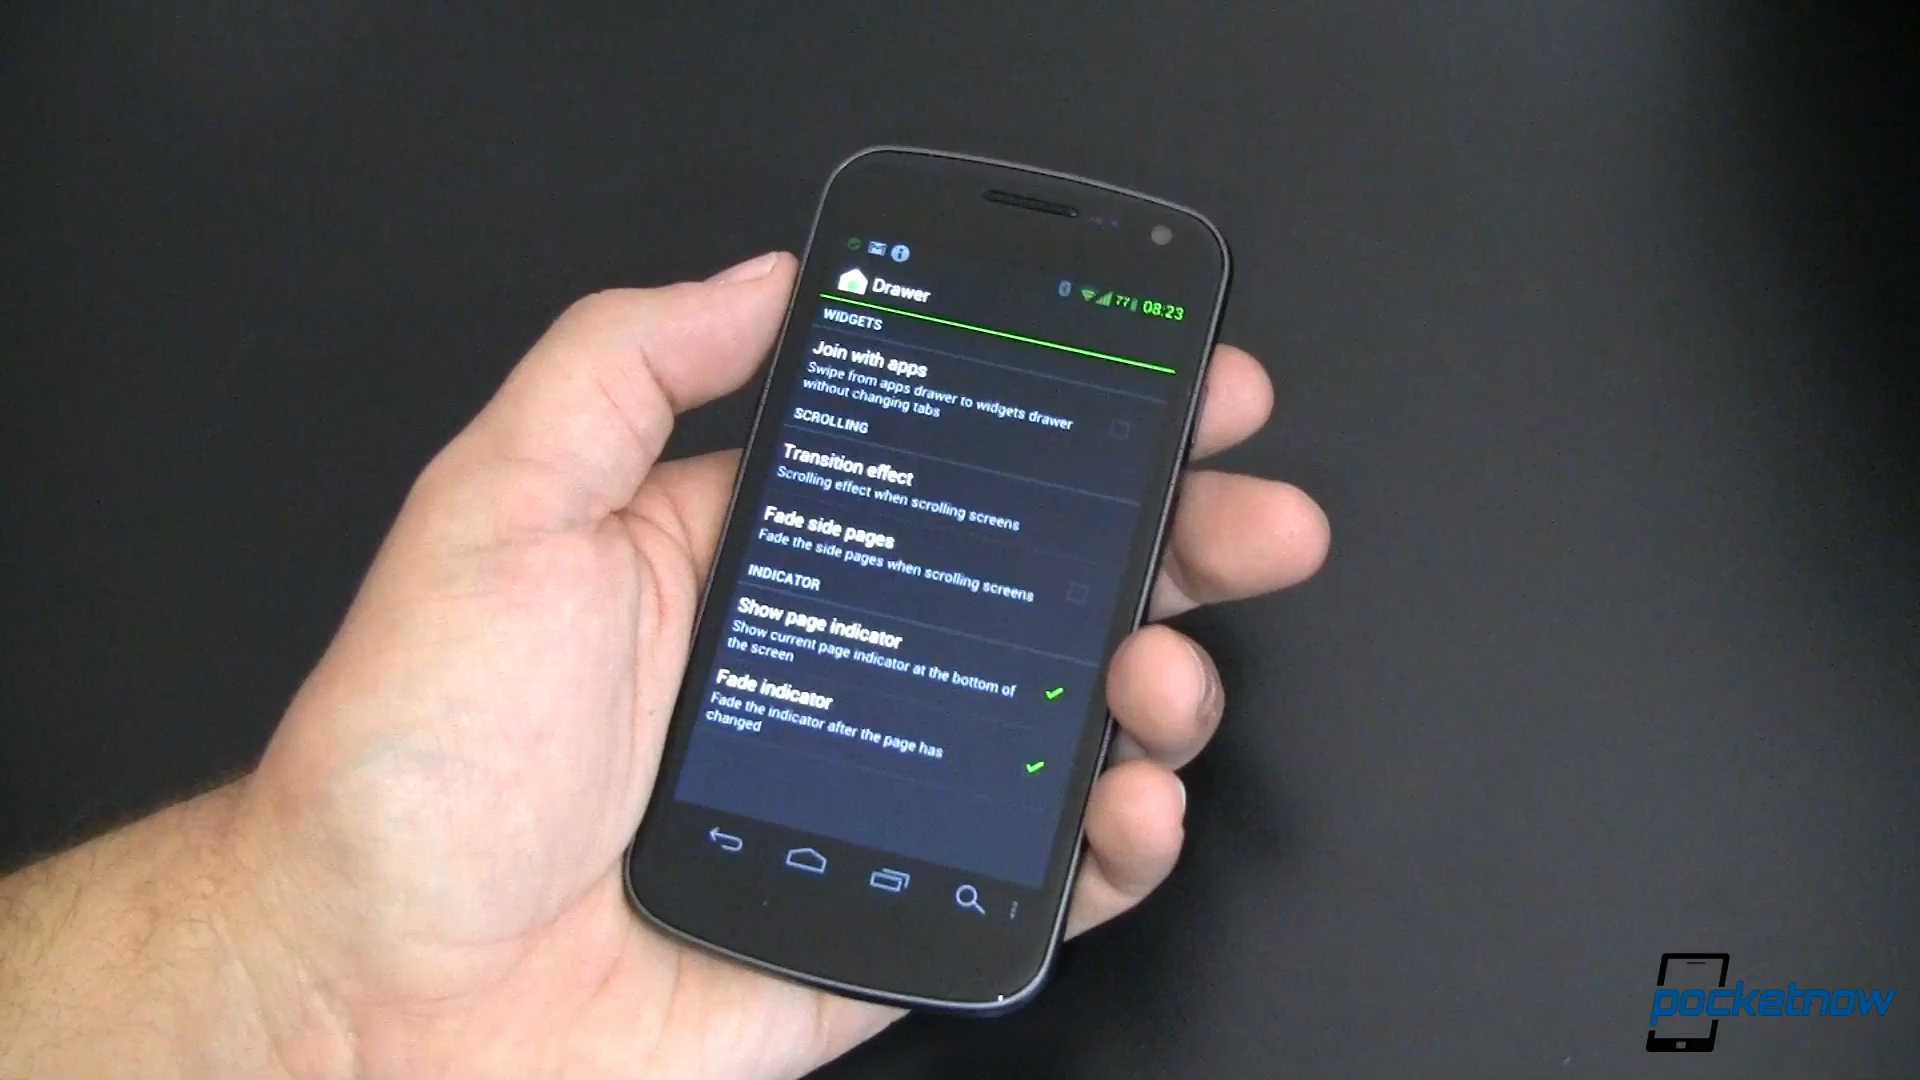 77 08:23
Drawer
WIDGETS
Join with apps
Swipe from apps drawer to widgets drawer
without changing tabs
SCROLLING
Transition effect
Scrolling effect when scrolling screens
Fade side pages
Fade the side pages when scrolling screens
INDICATOR
Show page indicator
Show current page indicator at the bottom of
the screen
Fade indicator
Fade the indicator after the page has
changed
pocketnow